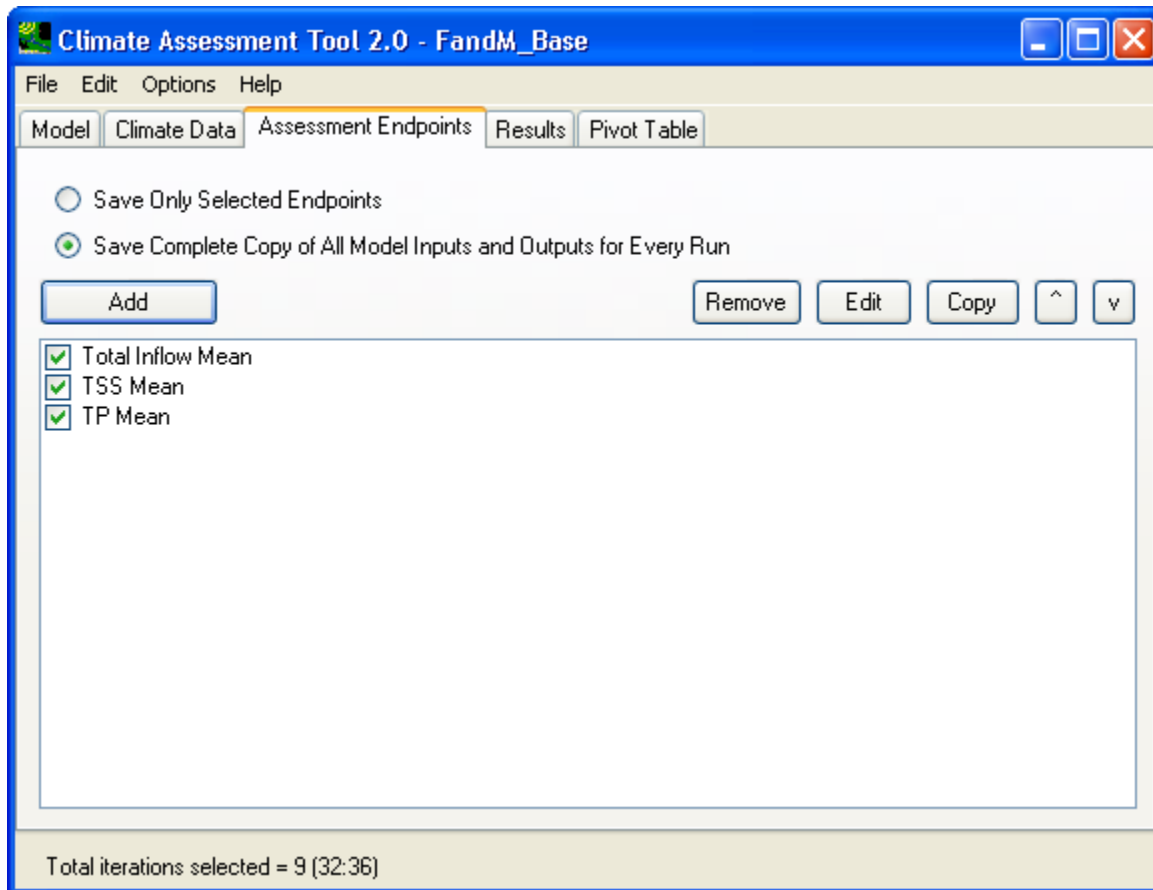 Climate Assessment Tool 2.0 - FandM_Base
File Edit Options Help
Model Climate Data Assessment Endpoints Results Pivot Table
Save Only Selected Endpoints
Save Complete Copy of All Model Inputs and Outputs for Every Run
Add Remove Edit Copy ^ v
Total Inflow Mean
TSS Mean
TP Mean
Total iterations selected = 9 (32:36)